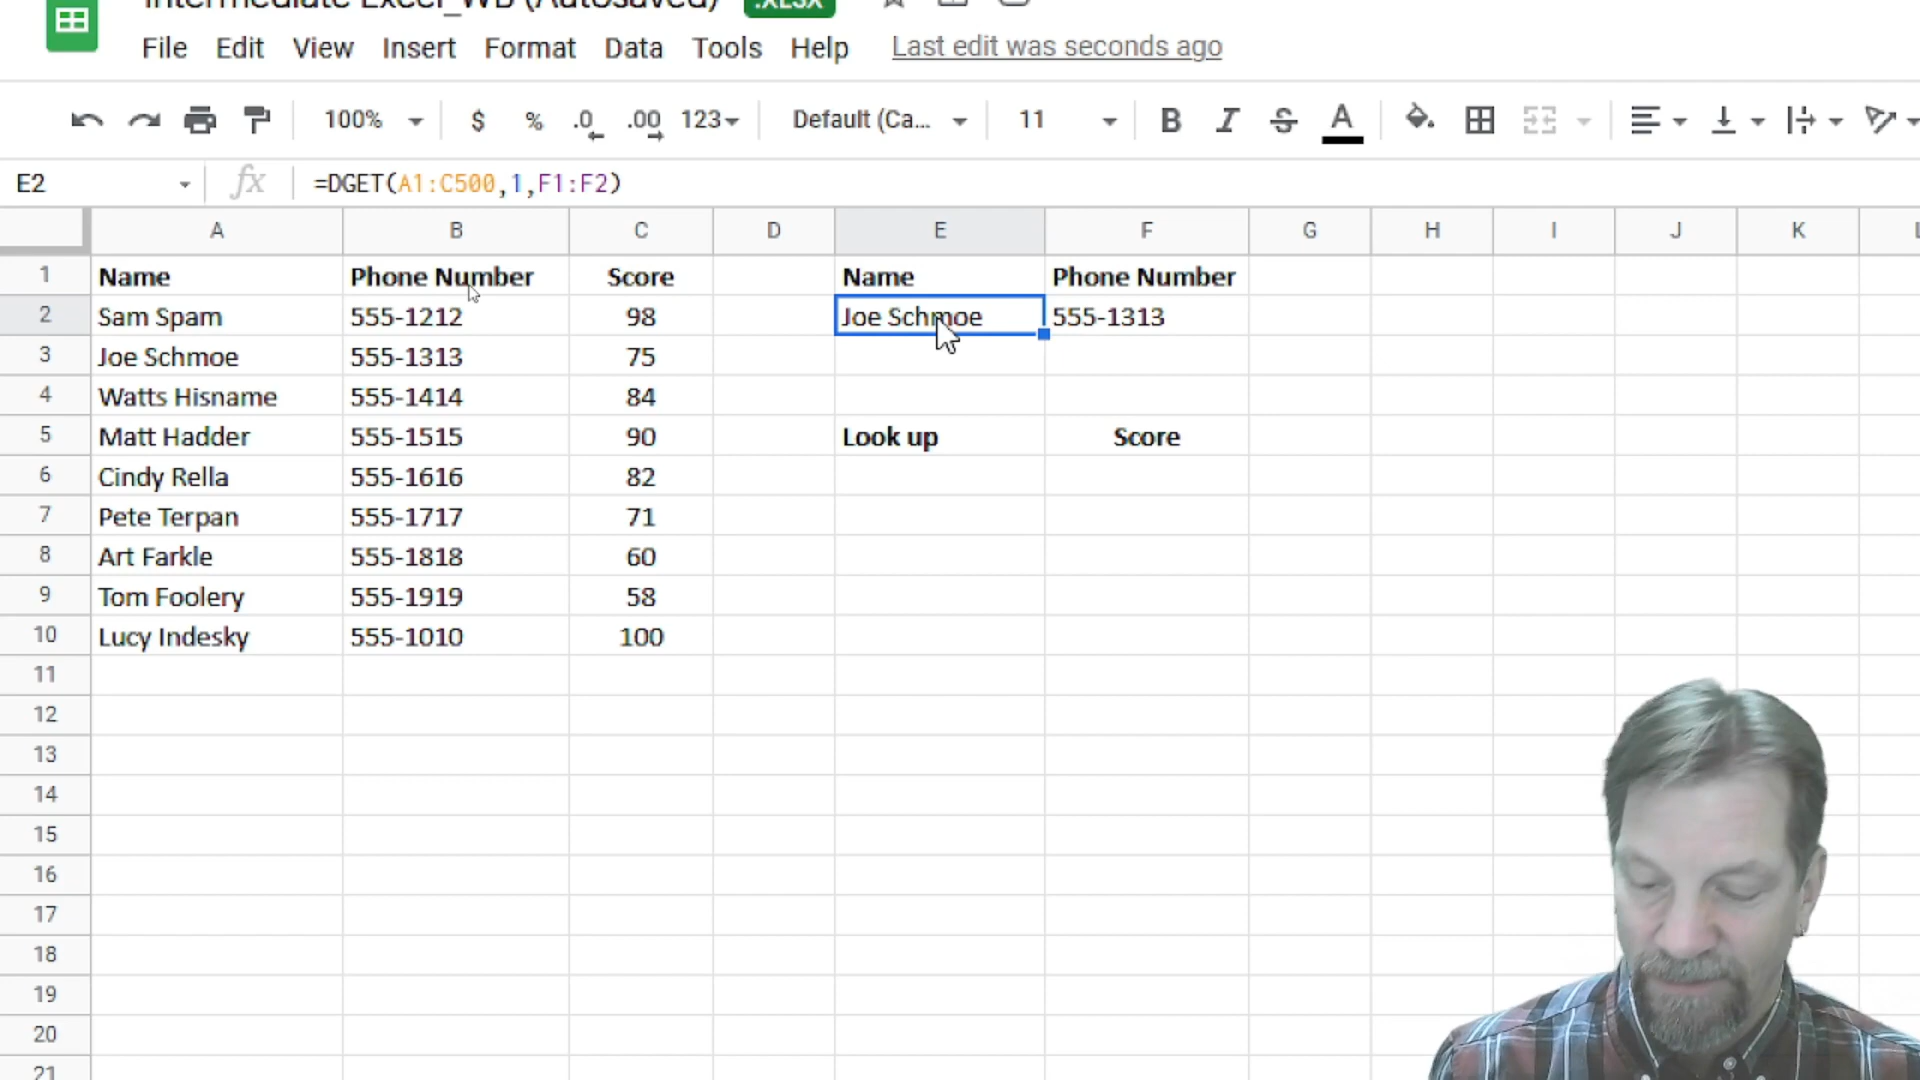 Intermediate Excel_WB (Autosaved) .XLSX
File Edit View Insert Format Data Tools Help Last edit was seconds ago
100% $ % .0 .00 123 Default (Ca... 11 B I S A
E2 fx =DGET(A1:C500,1,F1:F2)
A B C D E F G H I J K L
1 Name Phone Number Score Name Phone Number
2 Sam Spam 555-1212 98 Joe Schmoe 555-1313
3 Joe Schmoe 555-1313 75
4 Watts Hisname 555-1414 84
5 Matt Hadder 555-1515 90 Look up Score
6 Cindy Rella 555-1616 82
7 Pete Terpan 555-1717 71
8 Art Farkle 555-1818 60
9 Tom Foolery 555-1919 58
10 Lucy Indesky 555-1010 100
11
12
13
14
15
16
17
18
19
20
21